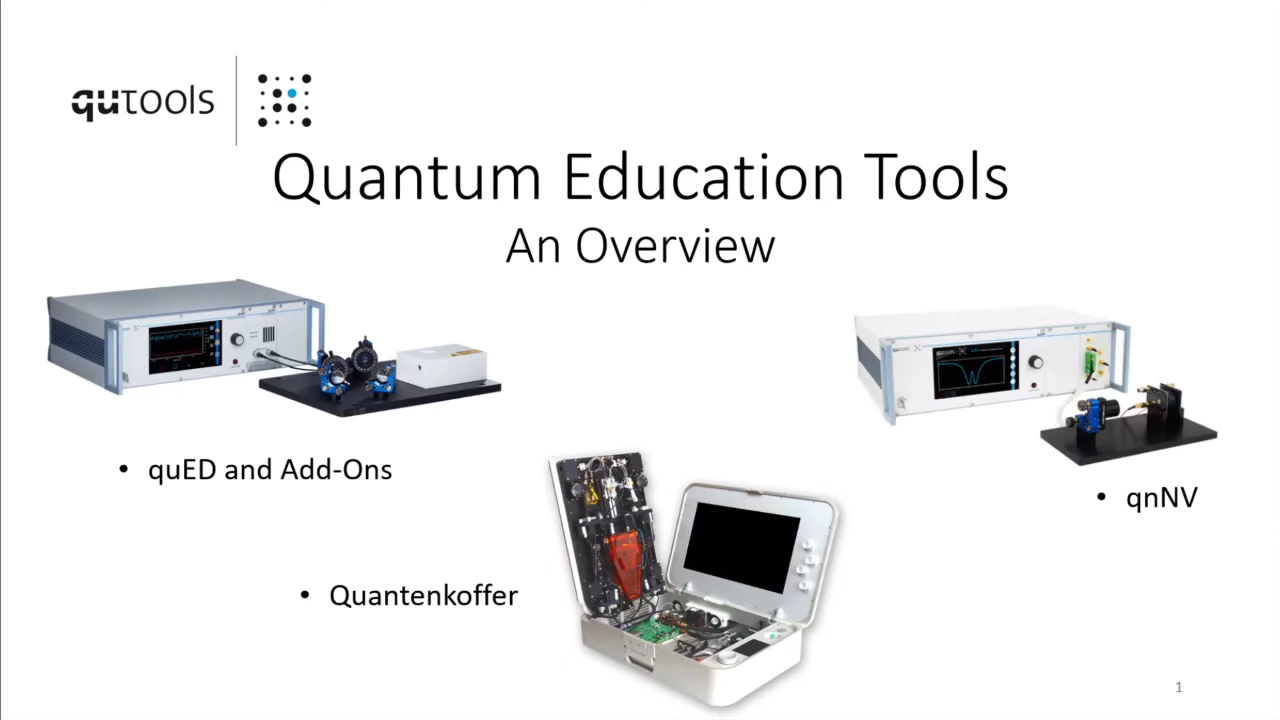 qutools
Quantum Education Tools
An Overview
• quED and Add-Ons
• qnNV
• Quantenkoffer
1